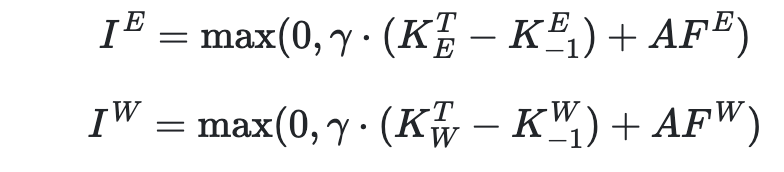 I^E = max(0, γ · (K_E^T − K_{−1}^E) + AF^E)
I^W = max(0, γ · (K_W^T − K_{−1}^W) + AF^W)